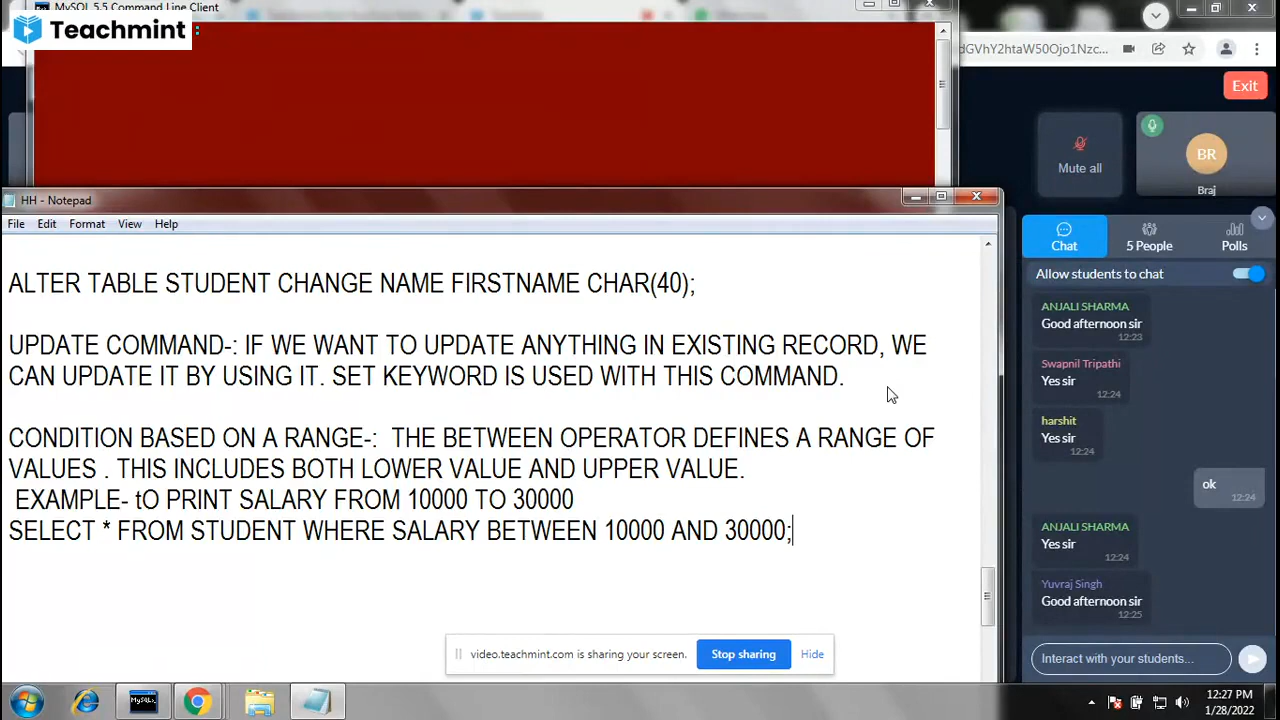 MySQL 5.5 Command Line Client
Teachmint
dGVhY2htaW50Ojo1Nzc...
Exit
Mute all
BR
Braj
HH - Notepad
File Edit Format View Help
Chat
5 People
Polls
Allow students to chat
ALTER TABLE STUDENT CHANGE NAME FIRSTNAME CHAR(40);
UPDATE COMMAND-: IF WE WANT TO UPDATE ANYTHING IN EXISTING RECORD, WE
CAN UPDATE IT BY USING IT. SET KEYWORD IS USED WITH THIS COMMAND.
CONDITION BASED ON A RANGE-:  THE BETWEEN OPERATOR DEFINES A RANGE OF
VALUES . THIS INCLUDES BOTH LOWER VALUE AND UPPER VALUE.
EXAMPLE- tO PRINT SALARY FROM 10000 TO 30000
SELECT * FROM STUDENT WHERE SALARY BETWEEN 10000 AND 30000;
ANJALI SHARMA
Good afternoon sir
12:23
Swapnil Tripathi
Yes sir
12:24
harshit
Yes sir
12:24
ok
12:24
ANJALI SHARMA
Yes sir
12:24
Yuvraj Singh
Good afternoon sir
12:25
Interact with your students...
video.teachmint.com is sharing your screen.
Stop sharing
Hide
12:27 PM
1/28/2022